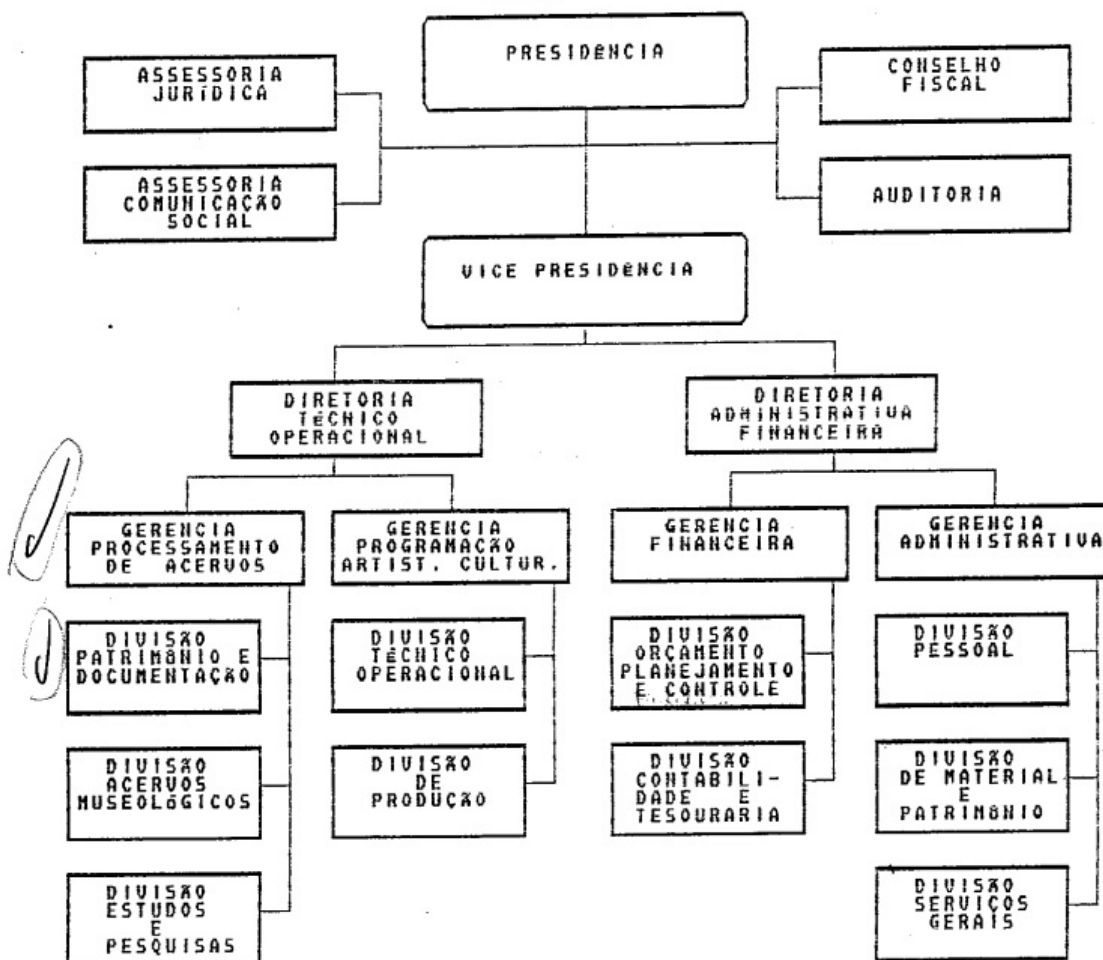 PRESIDÊNCIA
ASSESSORIA
JURÍDICA
CONSELHO
FISCAL
ASSESSORIA
COMUNICAÇÃO
SOCIAL
AUDITORIA
VICE PRESIDÊNCIA
DIRETORIA
TÉCNICO
OPERACIONAL
DIRETORIA
ADMINISTRATIVA
FINANCEIRA
GERENCIA
PROCESSAMENTO
DE ACERVOS
GERENCIA
PROGRAMAÇÃO
ARTIST. CULTUR.
GERENCIA
FINANCEIRA
GERENCIA
ADMINISTRATIVA
DIVISÃO
PATRIMÔNIO E
DOCUMENTAÇÃO
DIVISÃO
TÉCNICO
OPERACIONAL
DIVISÃO
ORÇAMENTO
PLANEJAMENTO
E CONTRÔLE
DIVISÃO
PESSOAL
DIVISÃO
ACERVOS
MUSEOLÓGICOS
DIVISÃO
DE
PRODUÇÃO
DIVISÃO
CONTABILI-
DADE E
TESOURARIA
DIVISÃO
DE MATERIAL
E
PATRIMÔNIO
DIVISÃO
ESTUDOS
E
PESQUISAS
DIVISÃO
SERVIÇOS
GERAIS